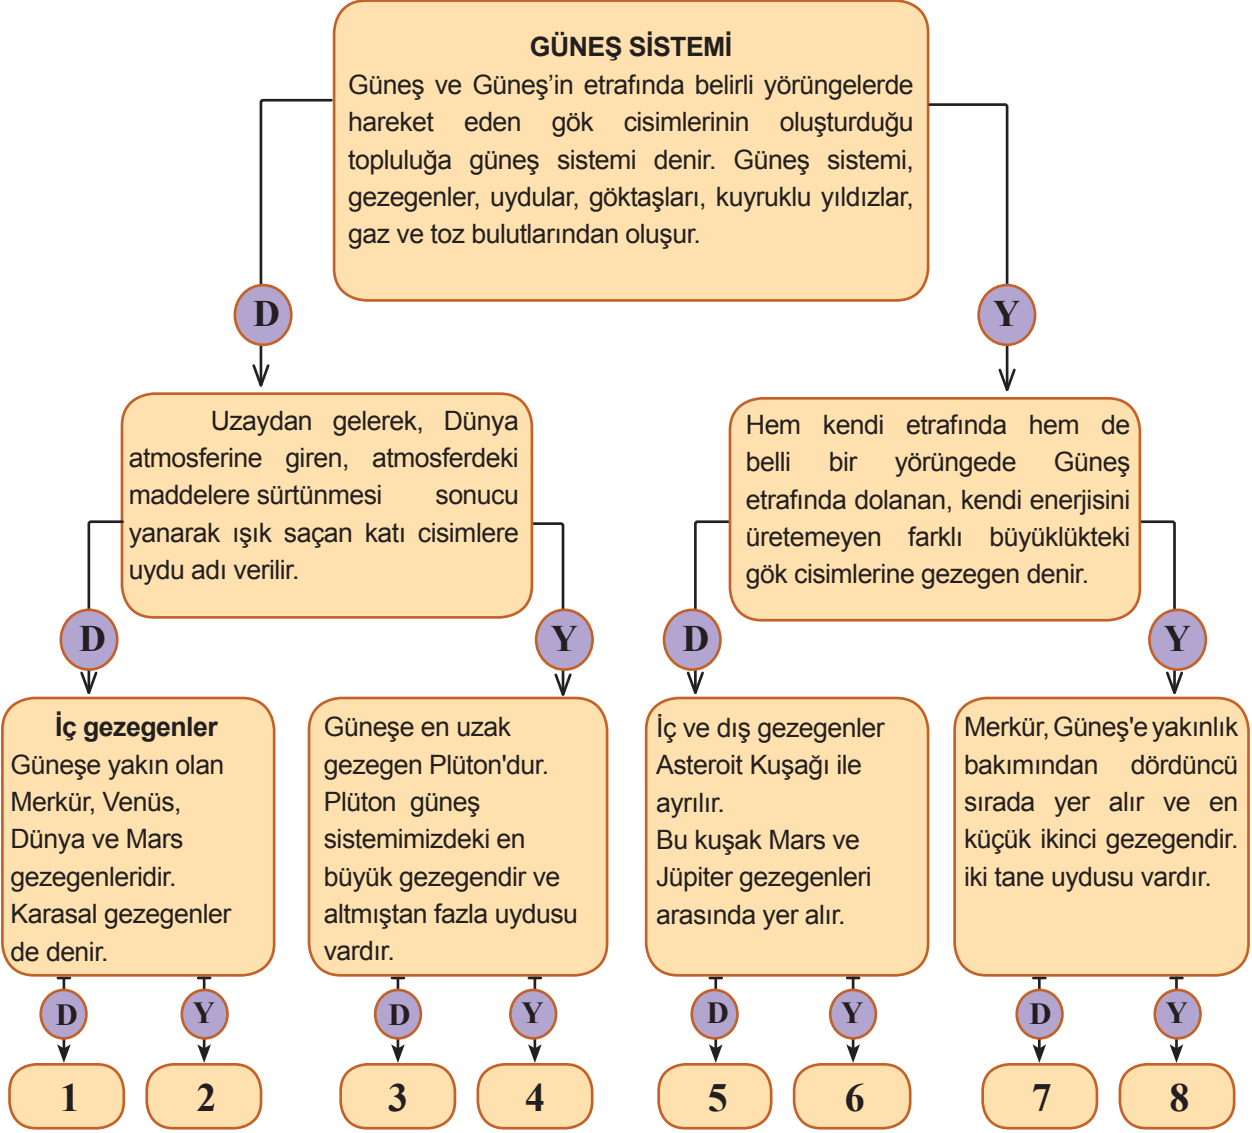 GÜNEŞ SİSTEMİ
Güneş ve Güneş’in etrafında belirli yörüngelerde
hareket eden gök cisimlerinin oluşturduğu
topluluğa güneş sistemi denir. Güneş sistemi,
gezegenler, uydular, göktaşları, kuyruklu yıldızlar,
gaz ve toz bulutlarından oluşur.
D
Y
Uzaydan gelerek, Dünya
atmosferine giren, atmosferdeki
maddelere sürtünmesi sonucu
yanarak ışık saçan katı cisimlere
uydu adı verilir.
Hem kendi etrafında hem de
belli bir yörüngede Güneş
etrafında dolanan, kendi enerjisini
üretemeyen farklı büyüklükteki
gök cisimlerine gezegen denir.
D
Y
D
Y
İç gezegenler
Güneşe yakın olan
Merkür, Venüs,
Dünya ve Mars
gezegenleridir.
Karasal gezegenler
de denir.
Güneşe en uzak
gezegen Plüton'dur.
Plüton güneş
sistemimizdeki en
büyük gezegendir ve
altmıştan fazla uydusu
vardır.
İç ve dış gezegenler
Asteroit Kuşağı ile
ayrılır.
Bu kuşak Mars ve
Jüpiter gezegenleri
arasında yer alır.
Merkür, Güneş'e yakınlık
bakımından dördüncü
sırada yer alır ve en
küçük ikinci gezegendir.
iki tane uydusu vardır.
D
Y
D
Y
D
Y
D
Y
1
2
3
4
5
6
7
8